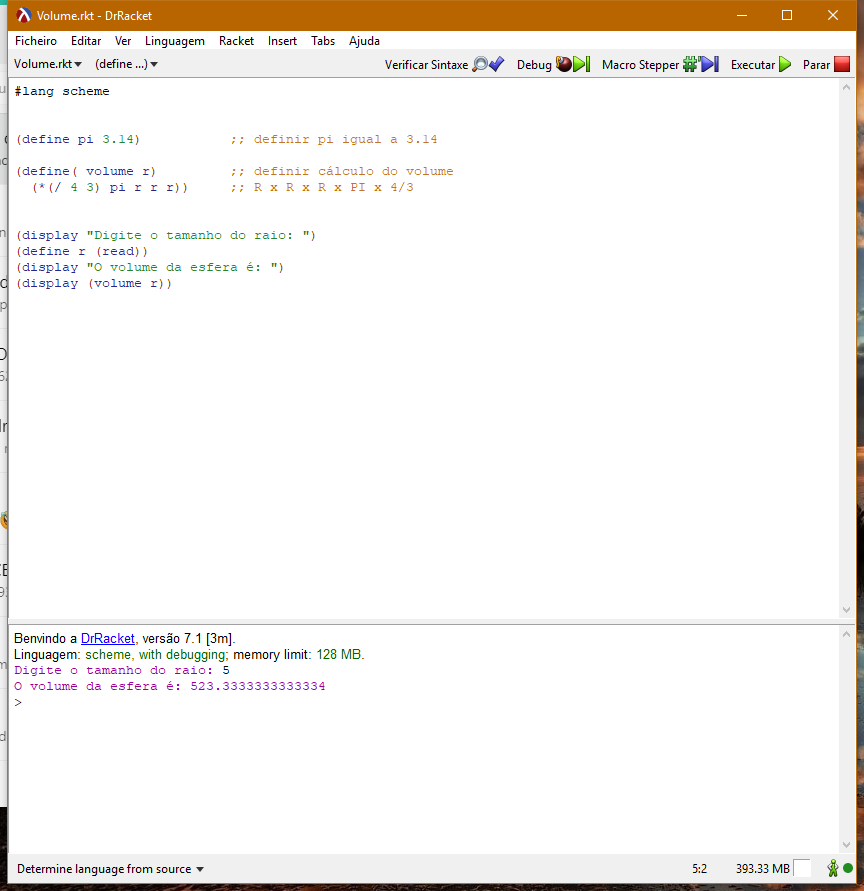 Volume.rkt - DrRacket
Ficheiro Editar Ver Linguagem Racket Insert Tabs Ajuda
Volume.rkt (define ...) Verificar Sintaxe Debug Macro Stepper Executar Parar
#lang scheme
(define pi 3.14) ;; definir pi igual a 3.14
(define( volume r) ;; definir cálculo do volume
(*(/ 4 3) pi r r r)) ;; R x R x R x PI x 4/3
(display "Digite o tamanho do raio: ")
(define r (read))
(display "O volume da esfera é: ")
(display (volume r))
Benvindo a DrRacket, versão 7.1 [3m].
Linguagem: scheme, with debugging; memory limit: 128 MB.
Digite o tamanho do raio: 5
O volume da esfera é: 523.3333333333334
>
Determine language from source 5:2 393.33 MB